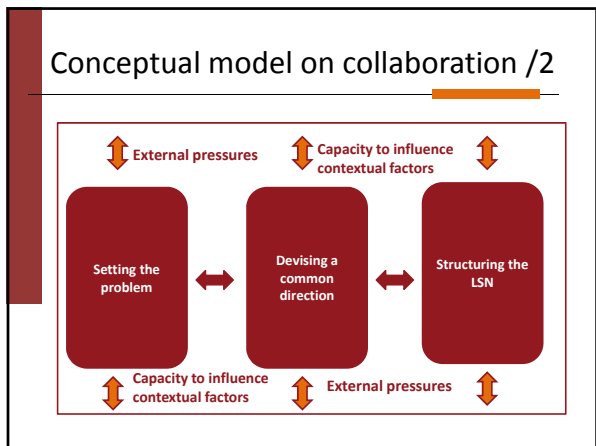 Conceptual model on collaboration /2
External pressures
Capacity to influence
contextual factors
Setting the
problem
Devising a
common
direction
Structuring the
LSN
Capacity to influence
contextual factors
External pressures